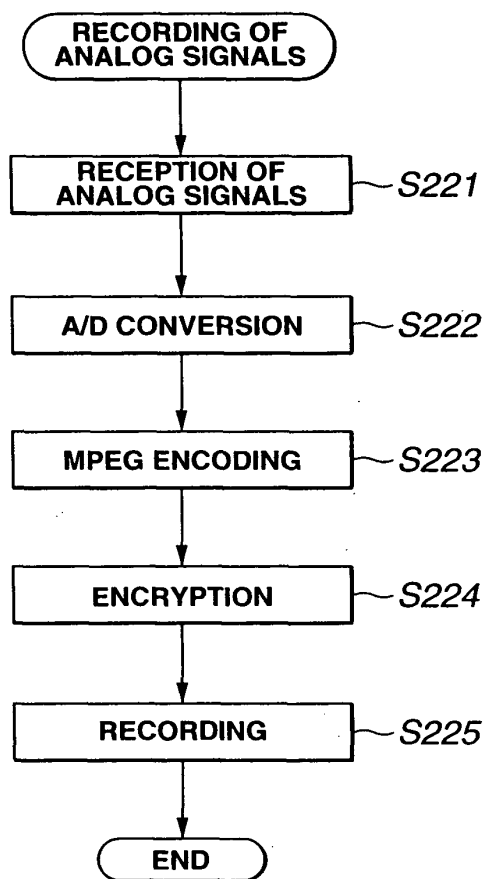 RECORDING OF
ANALOG SIGNALS
RECEPTION OF
ANALOG SIGNALS
S221
A/D CONVERSION
S222
MPEG ENCODING
S223
ENCRYPTION
S224
RECORDING
S225
END